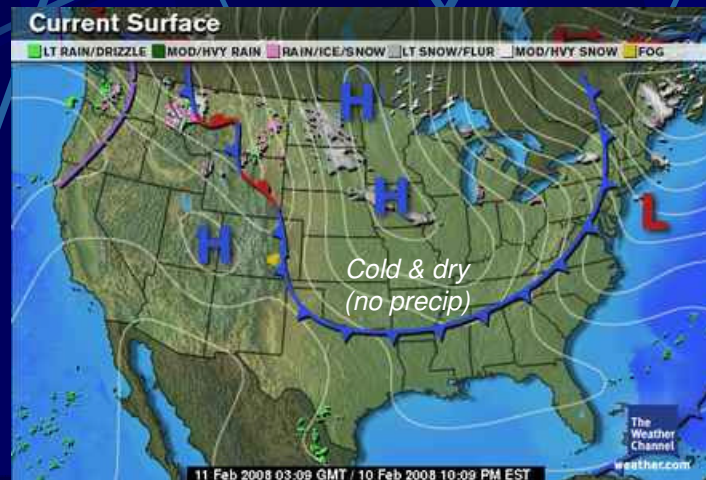 Current Surface
LT RAIN/DRIZZLE MOD/HVY RAIN RAIN/ICE/SNOW LT SNOW/FLUR MOD/HVY SNOW FOG
H
H
L
H
Cold & dry
(no precip)
The
Weather
Channel
weather.com
11 Feb 2008 03:09 GMT / 10 Feb 2008 10:09 PM EST